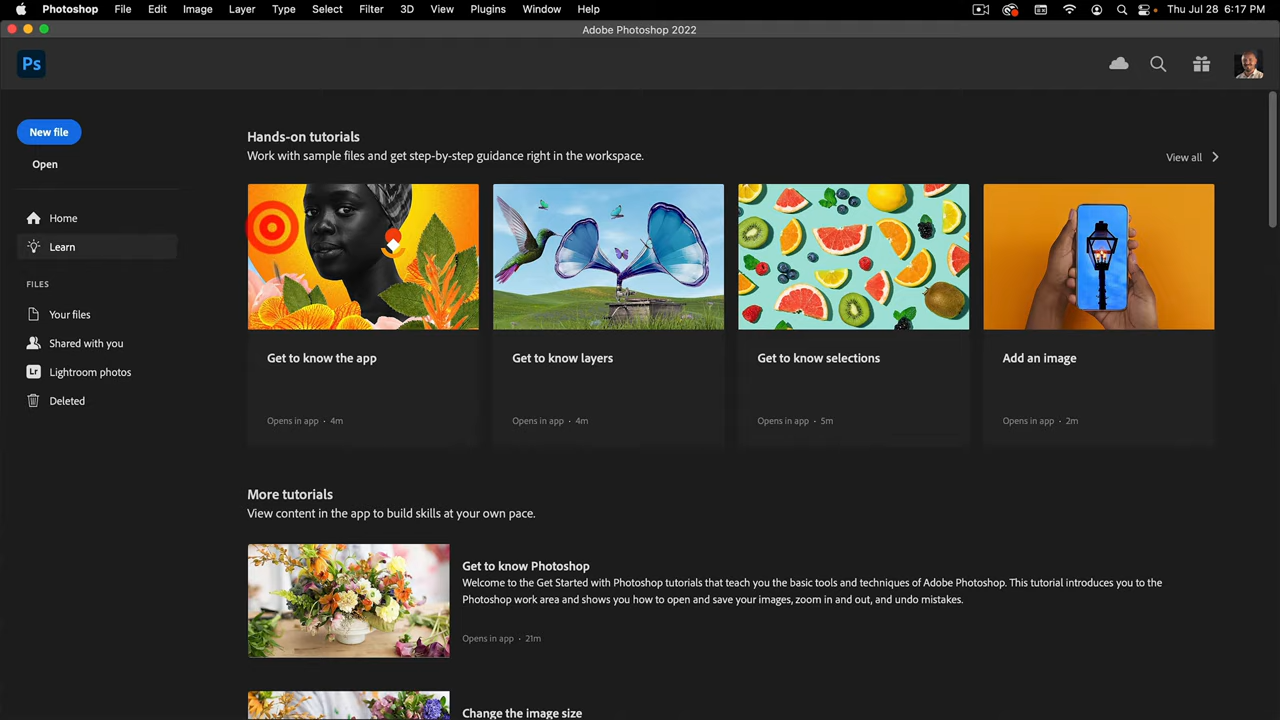 Photoshop File Edit Image Layer Type Select Filter 3D View Plugins Window Help Thu Jul 28 6:17 PM
Adobe Photoshop 2022
Ps
New file
Open
Home
Learn
FILES
Your files
Shared with you
Lr Lightroom photos
Deleted
Hands-on tutorials
Work with sample files and get step-by-step guidance right in the workspace.
View all
Get to know the app
Opens in app • 4m
Get to know layers
Opens in app • 4m
Get to know selections
Opens in app • 5m
Add an image
Opens in app • 2m
More tutorials
View content in the app to build skills at your own pace.
Get to know Photoshop
Welcome to the Get Started with Photoshop tutorials that teach you the basic tools and techniques of Adobe Photoshop. This tutorial introduces you to the
Photoshop work area and shows you how to open and save your images, zoom in and out, and undo mistakes.
Opens in app • 21m
Change the image size